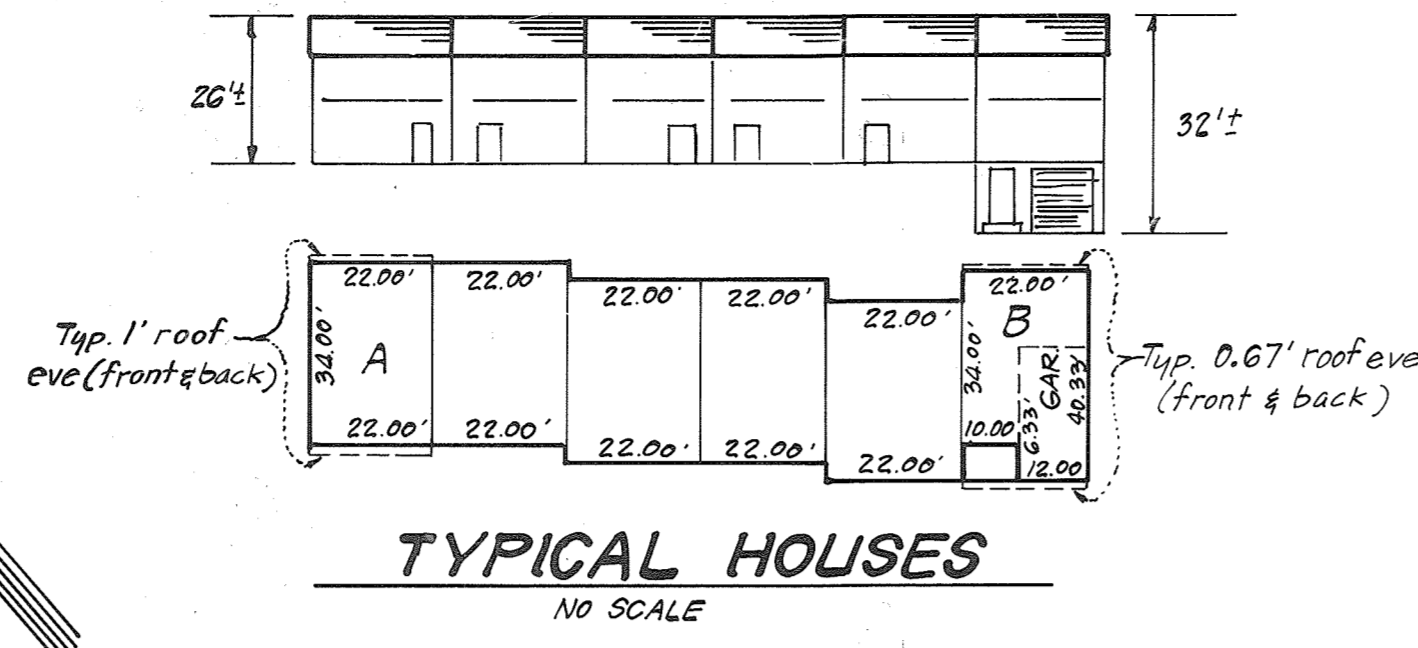 26'±
32'±
22.00' 22.00' 22.00' 22.00' 22.00' 22.00'
Typ. 1' roof
eve (front & back)
34.00'
A
B
34.00'
GAR.
40.33'
6.33'
10.00
12.00
Typ. 0.67' roof eve
(front & back)
22.00' 22.00' 22.00' 22.00' 22.00'
TYPICAL HOUSES
NO SCALE